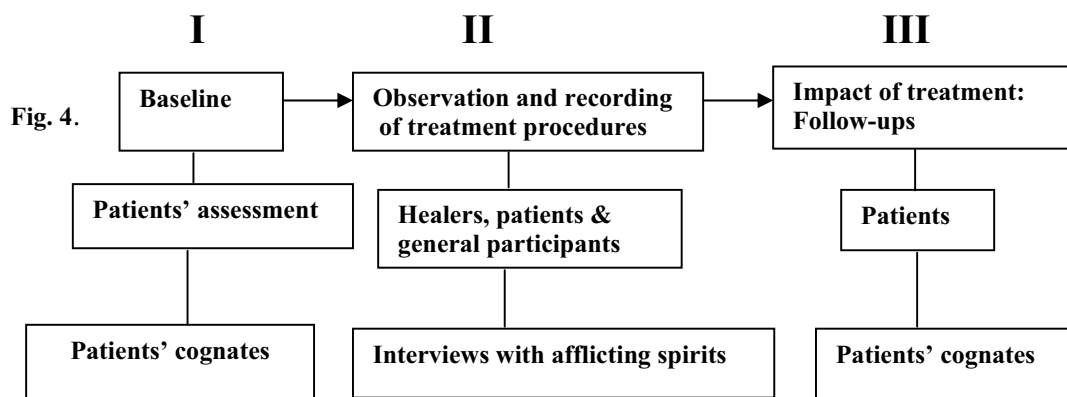 I
II
III
Fig. 4.
Baseline
Observation and recording
of treatment procedures
Impact of treatment:
Follow-ups
Patients’ assessment
Healers, patients &
general participants
Patients
Patients’ cognates
Interviews with afflicting spirits
Patients’ cognates